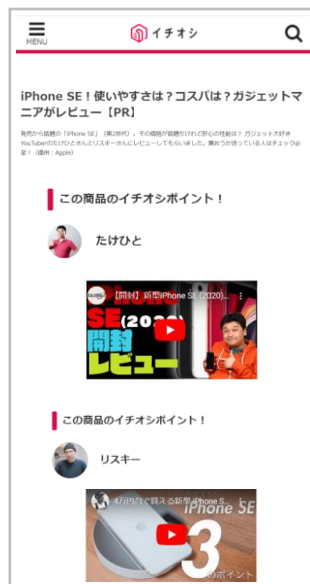 MENU
イチオシ
iPhone SE！使いやすさは？コスパは？ガジェットマ
ニアがレビュー【PR】
発売から話題の「iPhone SE」（第2世代）。その価格が話題だけれど肝心の性能は？ ガジェット大好き
YouTuberのたけひとさんとリスキーさんにレビューしてもらいました。買おうか迷っている人はチェック必
至！（提供：Apple）
この商品のイチオシポイント！
たけひと
【開封】新型iPhone SE (2020)...
iPhone
SE(202
開封
レビュー
この商品のイチオシポイント！
リスキー
4万円台で買える新型iPhone S...
iPhone SE
3
のポイント